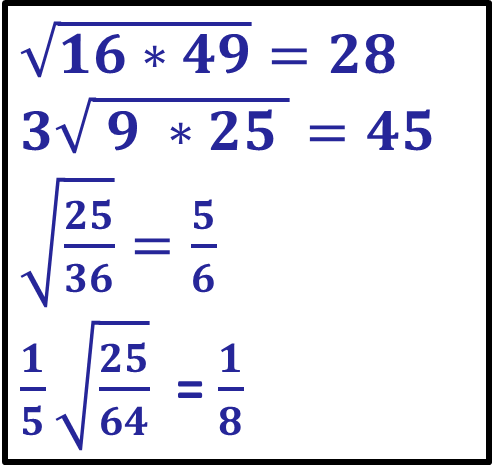 √16 * 49 = 28
3√9 * 25 = 45
√25/36 = 5/6
1/5 √25/64 = 1/8